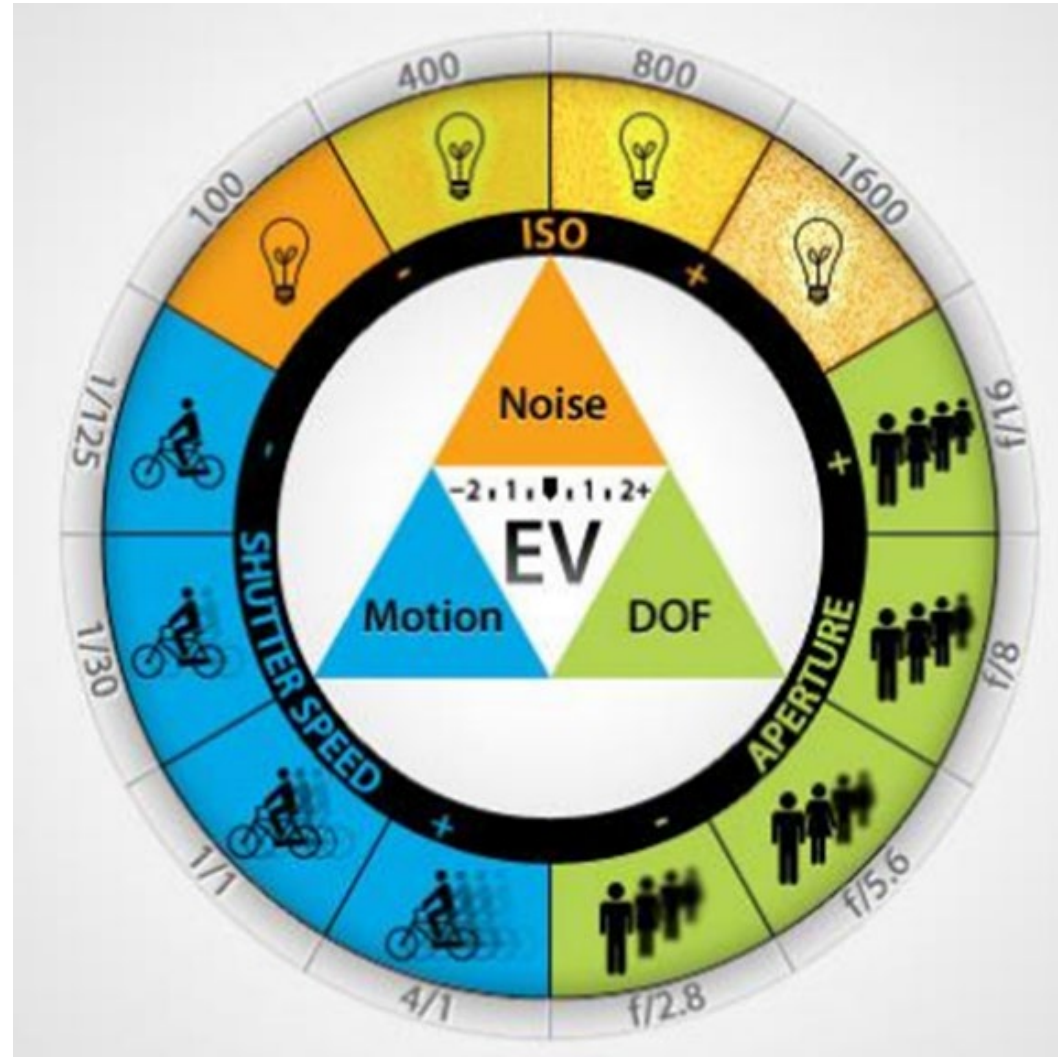 400
800
100
1600
ISO
-
+
Noise
1/125
f/16
-
+
−2 ı 1 ı ı 1 ı 2+
EV
Motion
DOF
SHUTTER SPEED
APERTURE
1/30
f/8
1/1
f/5.6
+
-
4/1
f/2.8